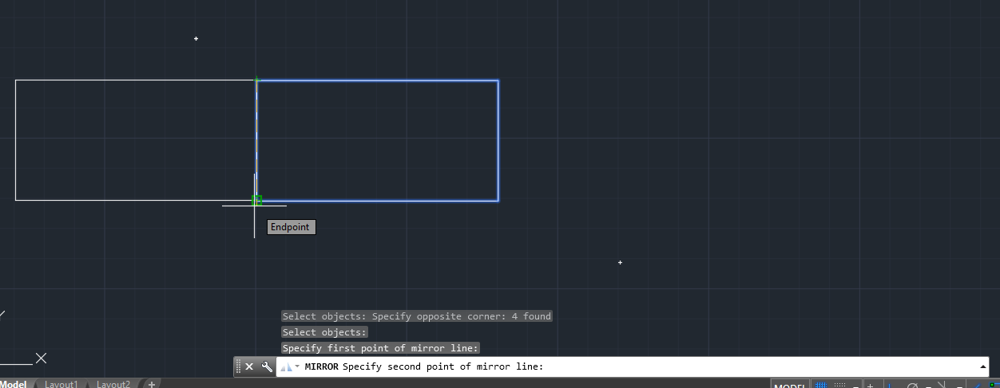 Endpoint
Select objects: Specify opposite corner: 4 found
Select objects:
Specify first point of mirror line:
MIRROR Specify second point of mirror line:
Model Layout1 Layout2 +
MODEL